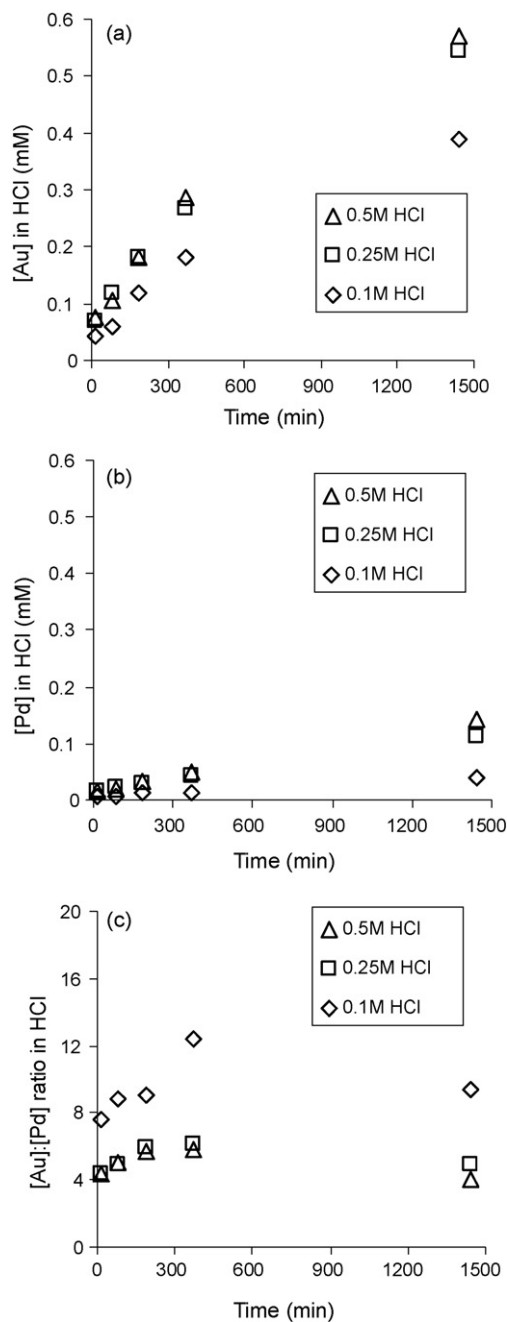 (a)
[Au] in HCl (mM)
0.6
0.5
0.4
0.3
0.2
0.1
0
0.5M HCl
0.25M HCl
0.1M HCl
0 300 600 900 1200 1500
Time (min)
(b)
[Pd] in HCl (mM)
0.6
0.5
0.4
0.3
0.2
0.1
0
0.5M HCl
0.25M HCl
0.1M HCl
0 300 600 900 1200 1500
Time (min)
(c)
[Au]:[Pd] ratio in HCl
20
16
12
8
4
0
0.5M HCl
0.25M HCl
0.1M HCl
0 300 600 900 1200 1500
Time (min)